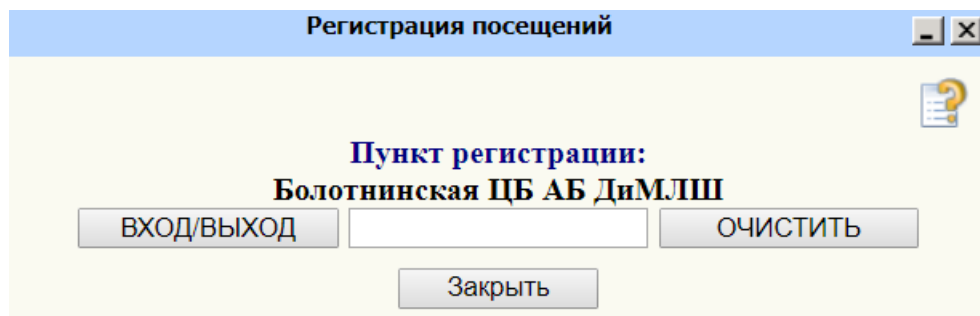 Регистрация посещений
Пункт регистрации:
Болотнинская ЦБ АБ ДиМЛШ
ВХОД/ВЫХОД ОЧИСТИТЬ
Закрыть